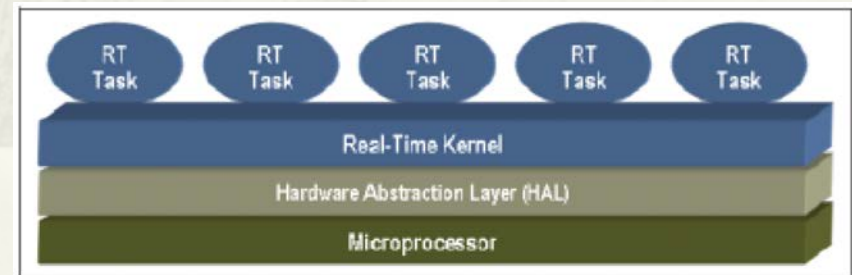 RT
Task
RT
Task
RT
Task
RT
Task
RT
Task
Real-Time Kernel
Hardware Abstraction Layer (HAL)
Microprocessor